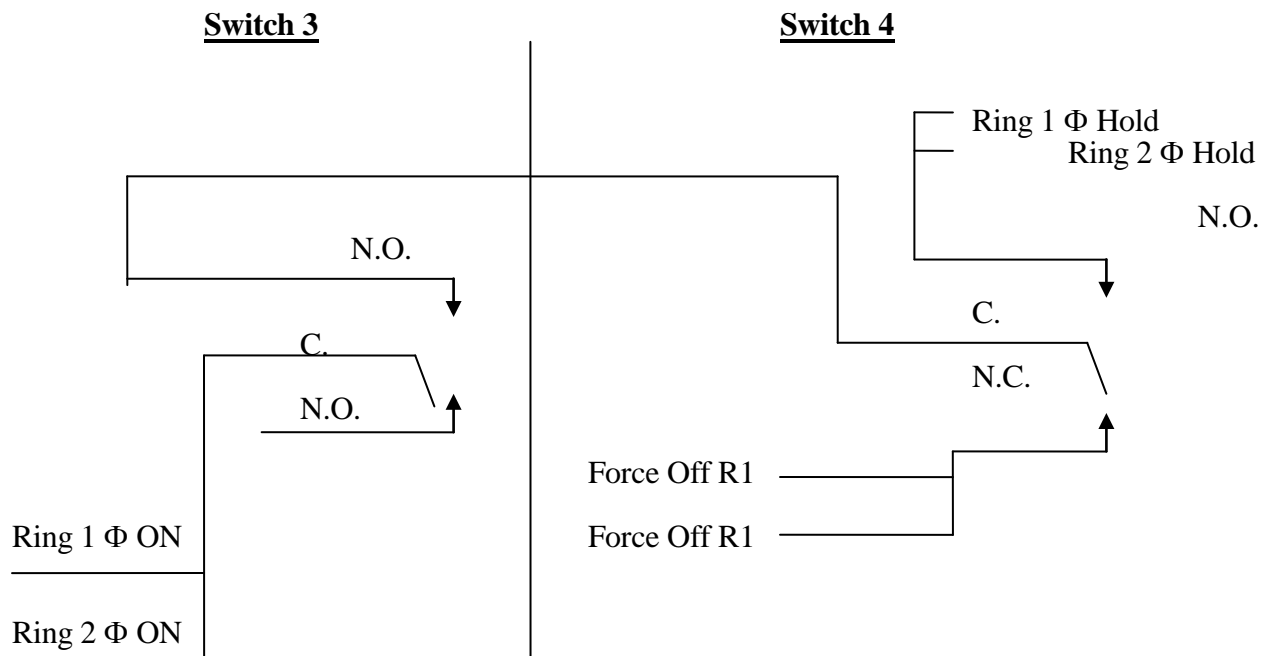 Switch 3
Switch 4
Ring 1 Φ Hold
Ring 2 Φ Hold
N.O.
N.O.
C.
C.
N.C.
N.O.
Force Off R1
Ring 1 Φ ON
Force Off R1
Ring 2 Φ ON